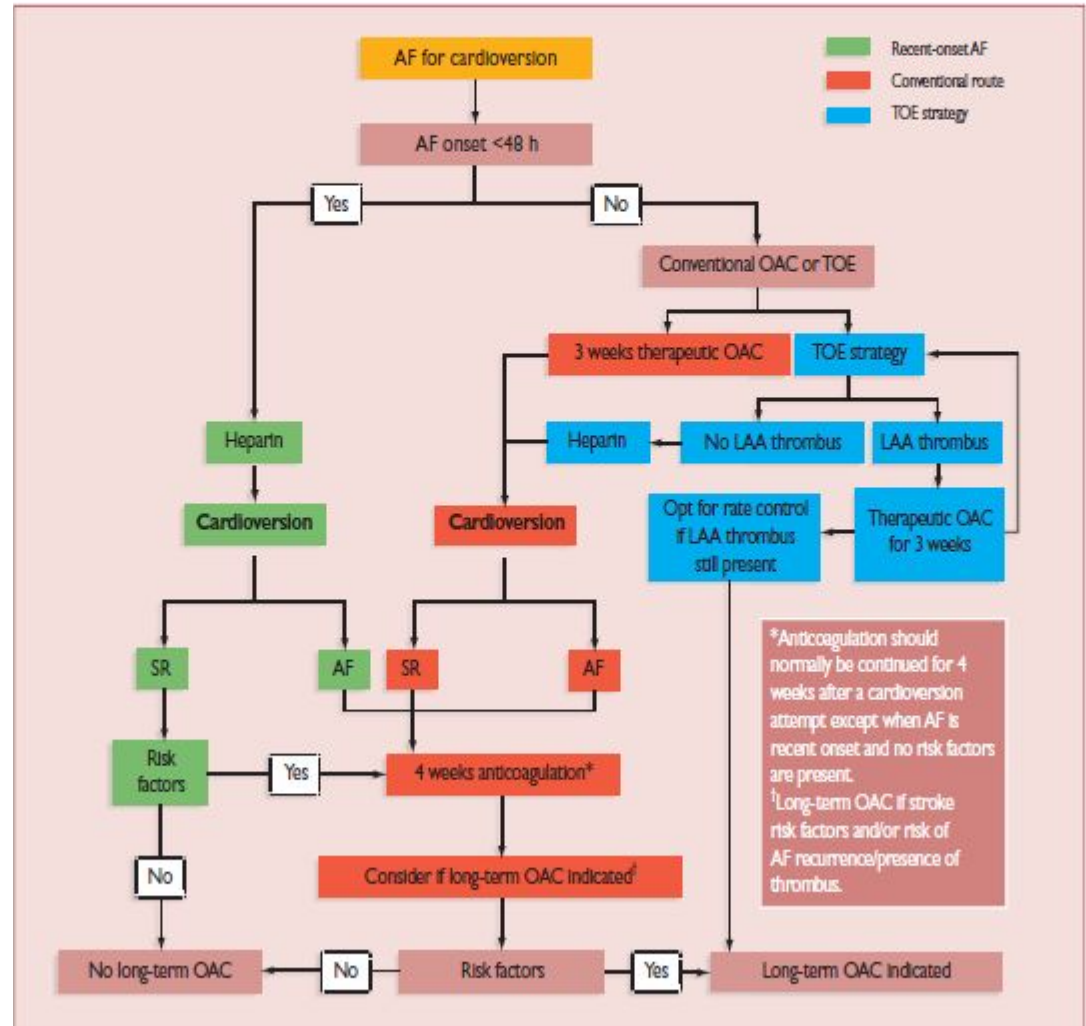 AF for cardioversion
Recent-onset AF
Conventional route
TOE strategy
AF onset <48 h
Yes
No
Conventional OAC or TOE
3 weeks therapeutic OAC
TOE strategy
Heparin
Heparin
No LAA thrombus
LAA thrombus
Cardioversion
Cardioversion
Opt for rate control
if LAA thrombus
still present
Therapeutic OAC
for 3 weeks
SR
AF
SR
AF
*Anticoagulation should
normally be continued for 4
weeks after a cardioversion
attempt except when AF is
recent onset and no risk factors
are present.
†Long-term OAC if stroke
risk factors and/or risk of
AF recurrence/presence of
thrombus.
Risk
factors
Yes
4 weeks anticoagulation*
No
Consider if long-term OAC indicated†
No long-term OAC
No
Risk factors
Yes
Long-term OAC indicated